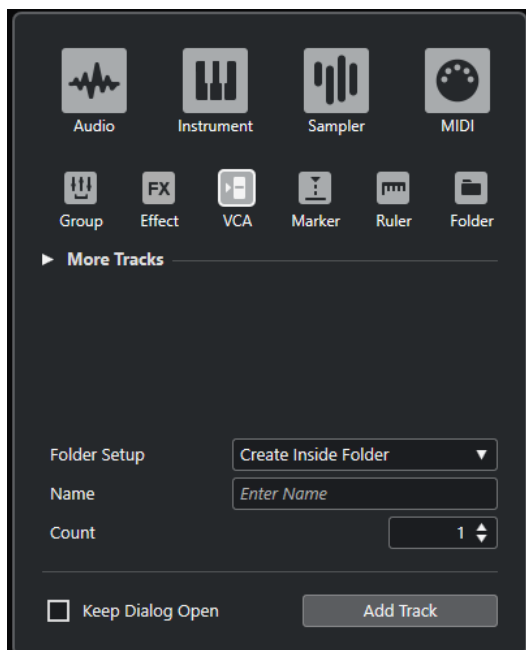 Audio Instrument Sampler MIDI
FX
Group Effect VCA Marker Ruler Folder
More Tracks
Folder Setup Create Inside Folder
Name Enter Name
Count 1
Keep Dialog Open Add Track